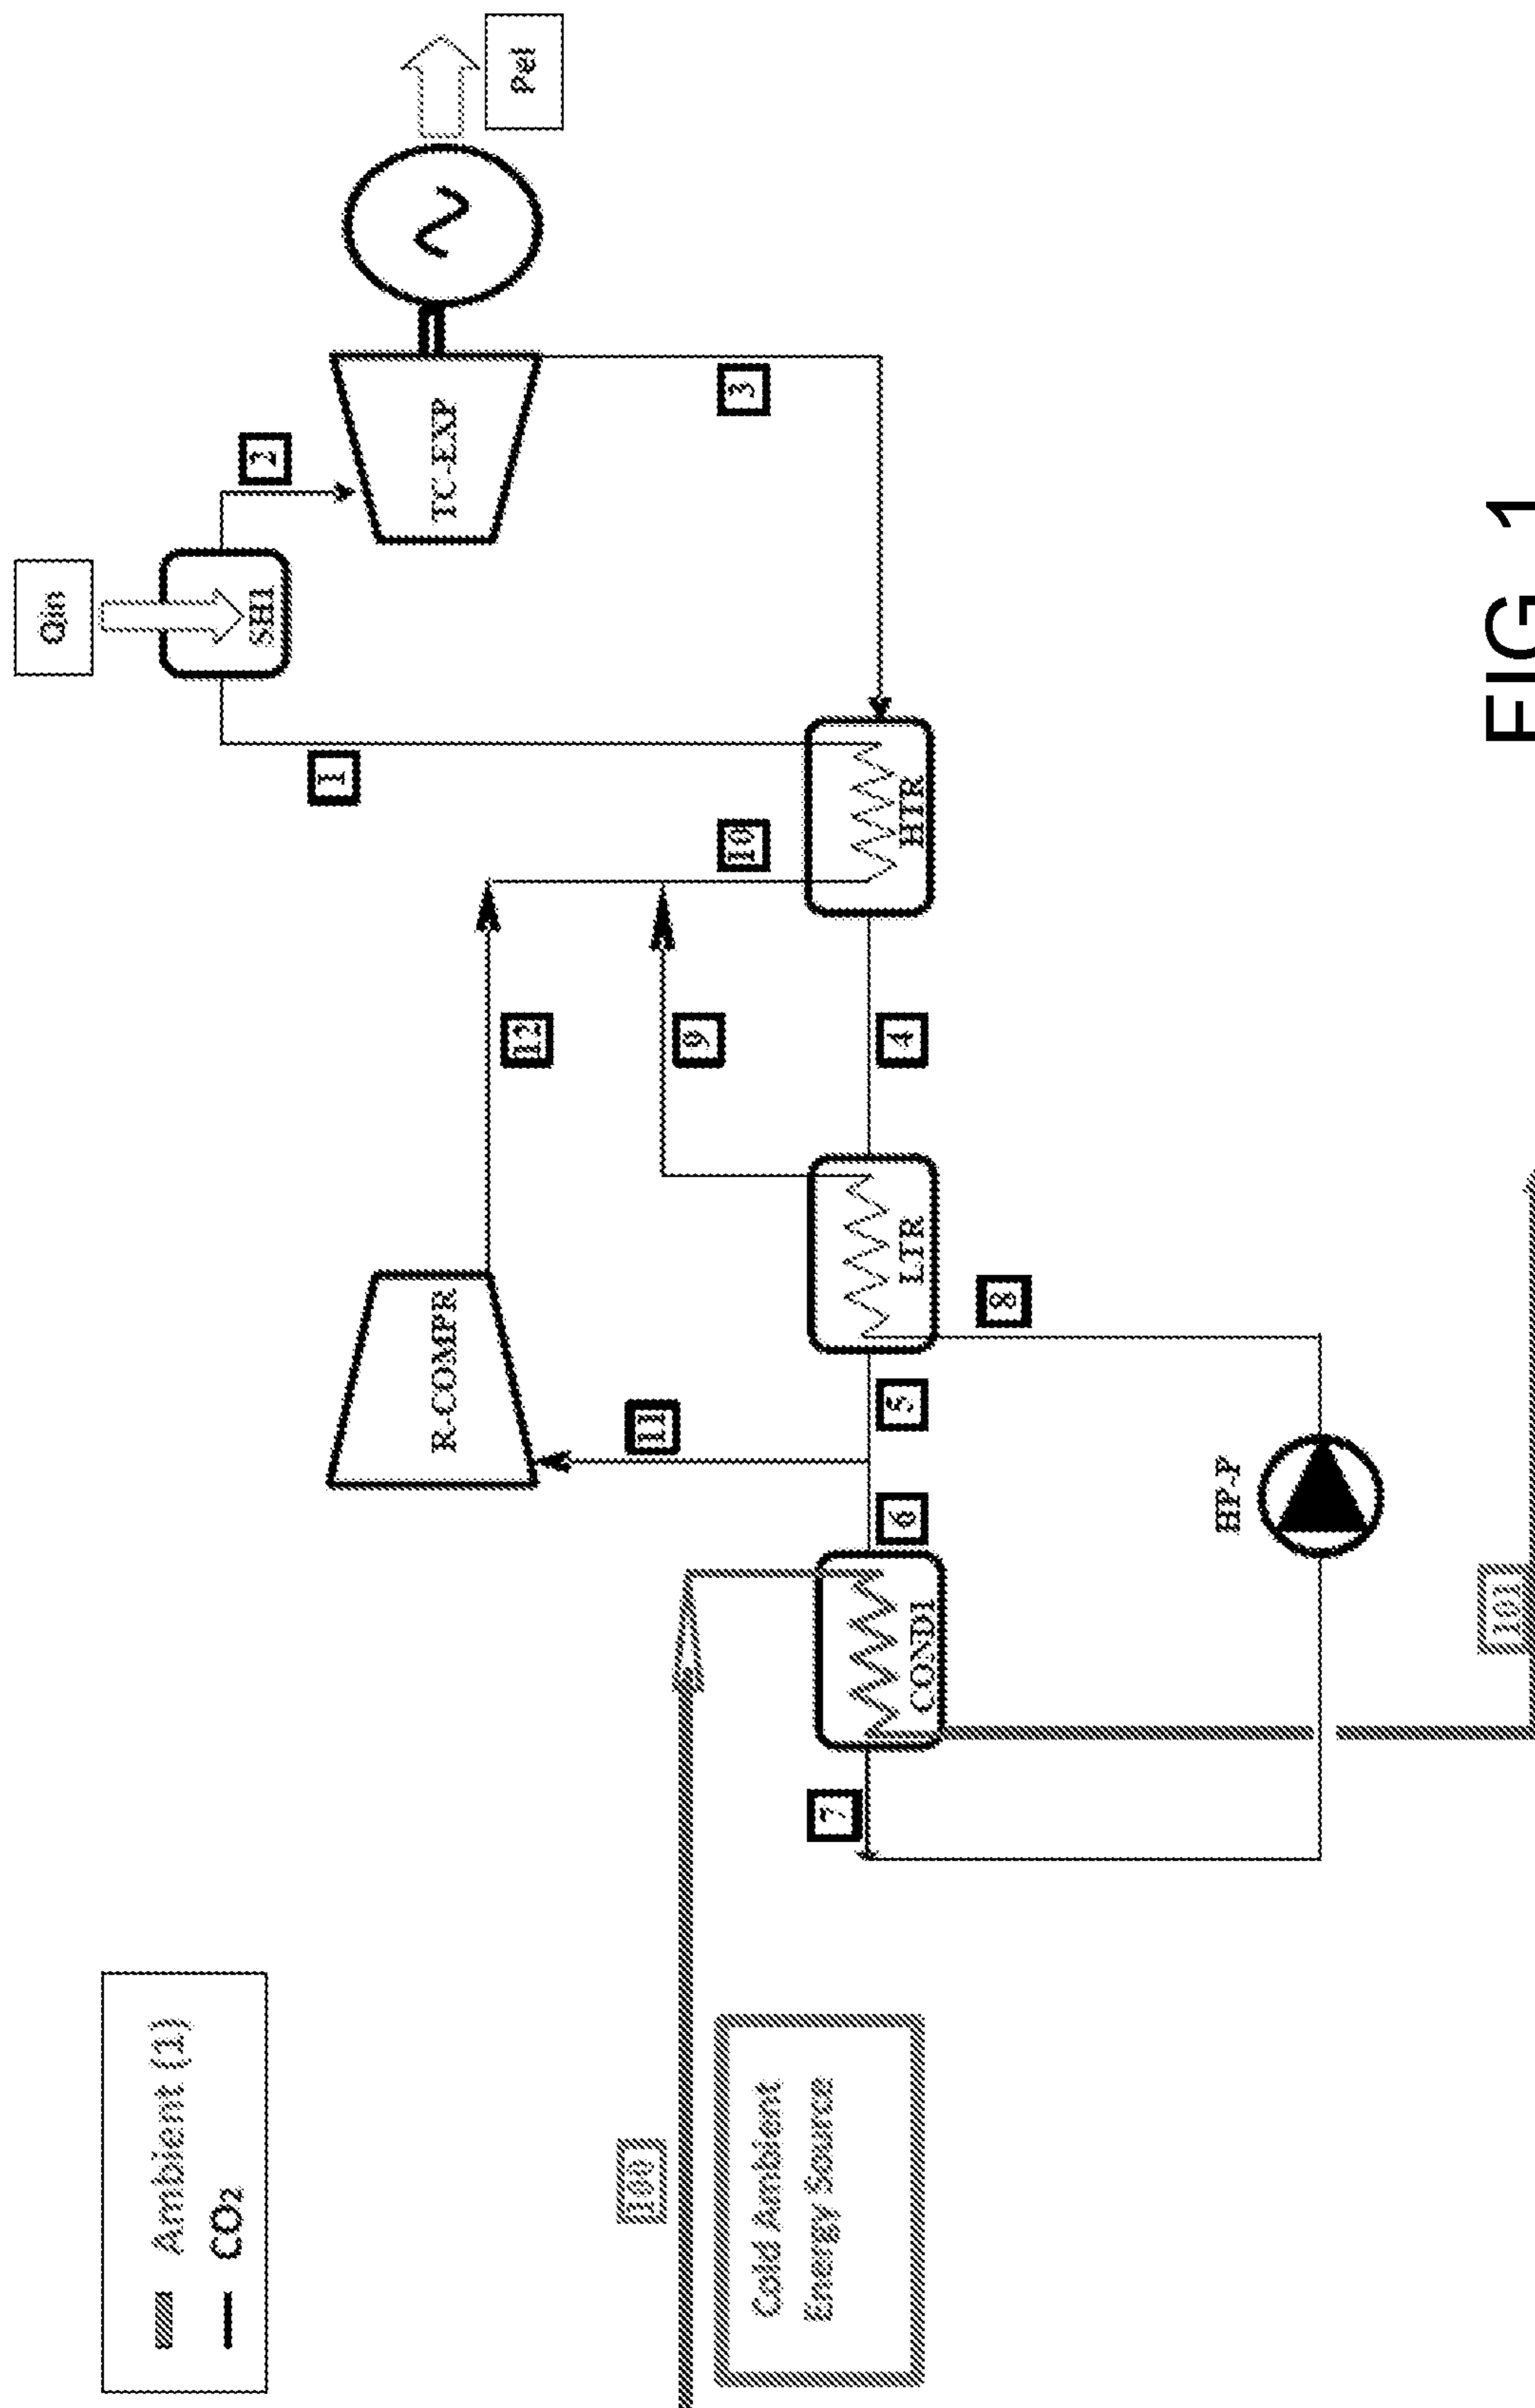 Ambient (1)
CO₂
Qin
SH1
2
TC-EXP
Pel
1
3
R-COMPR
12
10
9
11
100
Cold Ambient
Energy Source
7
COND1
6
5
LTR
4
HTR
8
HP-P
101
FIG. 1